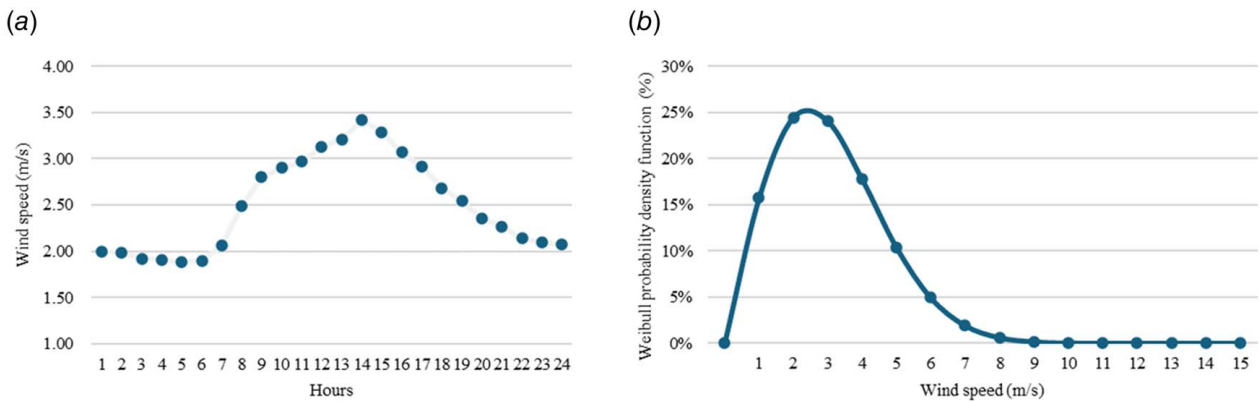 (a)
4.00
3.50
3.00
2.50
2.00
1.50
1.00
Wind speed (m/s)
1 2 3 4 5 6 7 8 9 10 11 12 13 14 15 16 17 18 19 20 21 22 23 24
Hours
(b)
30%
25%
20%
15%
10%
5%
0%
Weibull probability density function (%)
1 2 3 4 5 6 7 8 9 10 11 12 13 14 15
Wind speed (m/s)